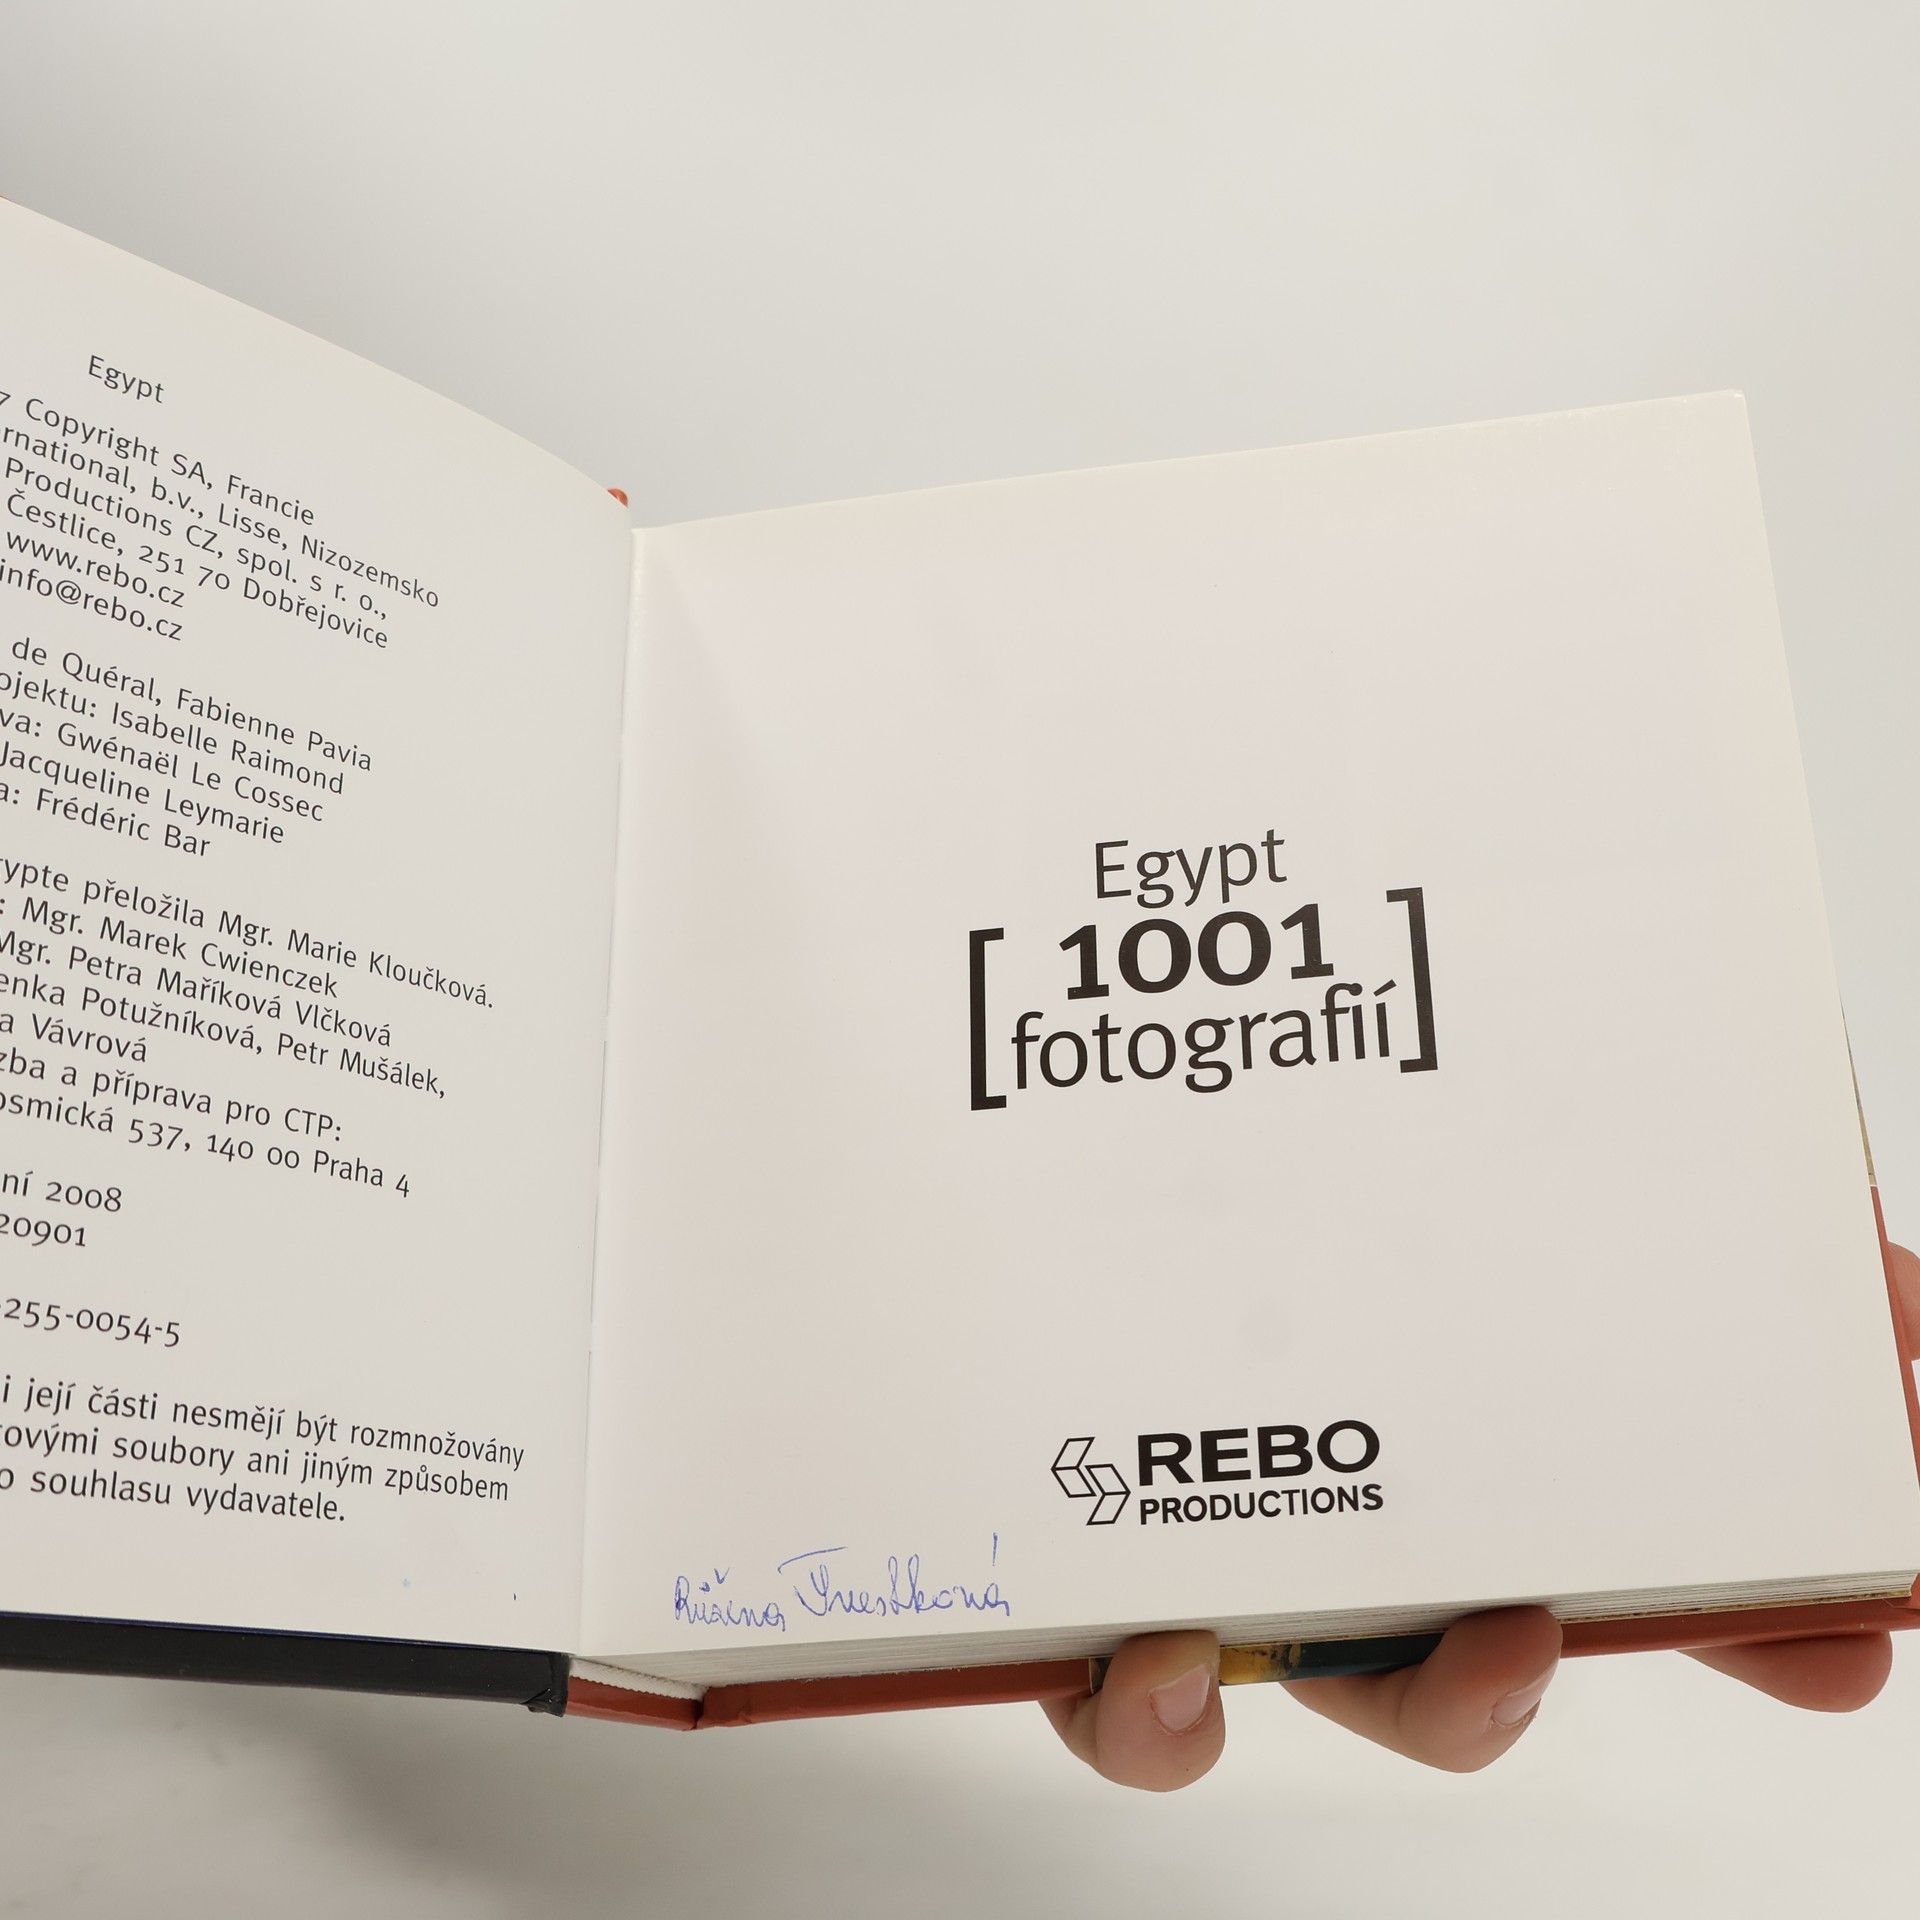 Egypt
7 Copyright SA, Francie
rnational, b.v., Lisse, Nizozemsko
Productions CZ, spol. s r. o.,
Čestlice, 251 70 Dobřejovice
www.rebo.cz
info@rebo.cz
de Quéral, Fabienne Pavia
ojektu: Isabelle Raimond
va: Gwénaël Le Cossec
Jacqueline Leymarie
a: Frédéric Bar
ypte přeložila Mgr. Marie Kloučková.
: Mgr. Marek Cwienczek
Mgr. Petra Maříková Vlčková
enka Potužníková, Petr Mušálek,
a Vávrová
zba a příprava pro CTP:
osmická 537, 140 00 Praha 4
ní 2008
20901
-255-0054-5
i její části nesmějí být rozmnožovány
rovými soubory ani jiným způsobem
o souhlasu vydavatele.
Egypt
[1001
fotografií]
REBO
PRODUCTIONS
Růžena